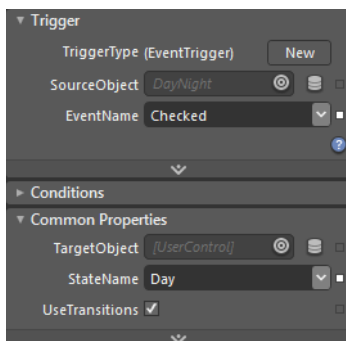 Trigger
TriggerType (EventTrigger) New
SourceObject DayNight
EventName Checked
?
Conditions
Common Properties
TargetObject [UserControl]
StateName Day
UseTransitions